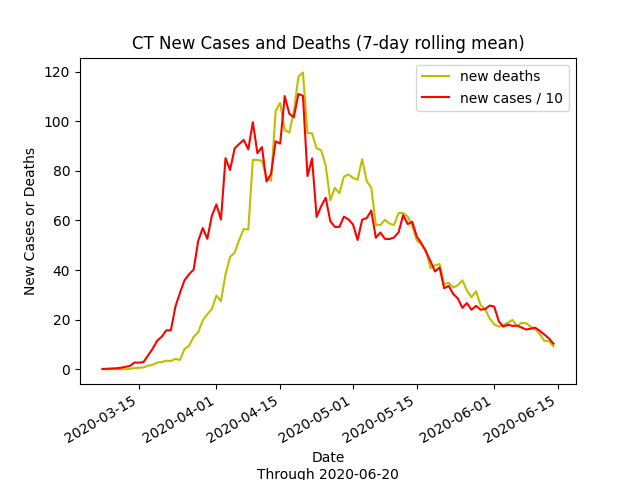 CT New Cases and Deaths (7-day rolling mean)
new deaths
new cases / 10
New Cases or Deaths
120
100
80
60
40
20
0
2020-03-15
2020-04-01
2020-04-15
2020-05-01
2020-05-15
2020-06-01
2020-06-15
Date
Through 2020-06-20